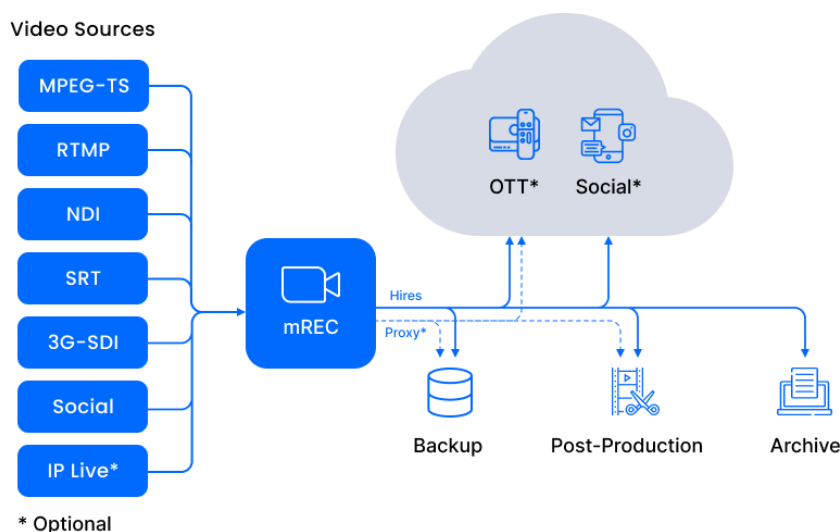 Video Sources
MPEG-TS
RTMP
NDI
SRT
3G-SDI
Social
IP Live*
* Optional
mREC
Hires
Proxy*
OTT*
Social*
Backup
Post-Production
Archive